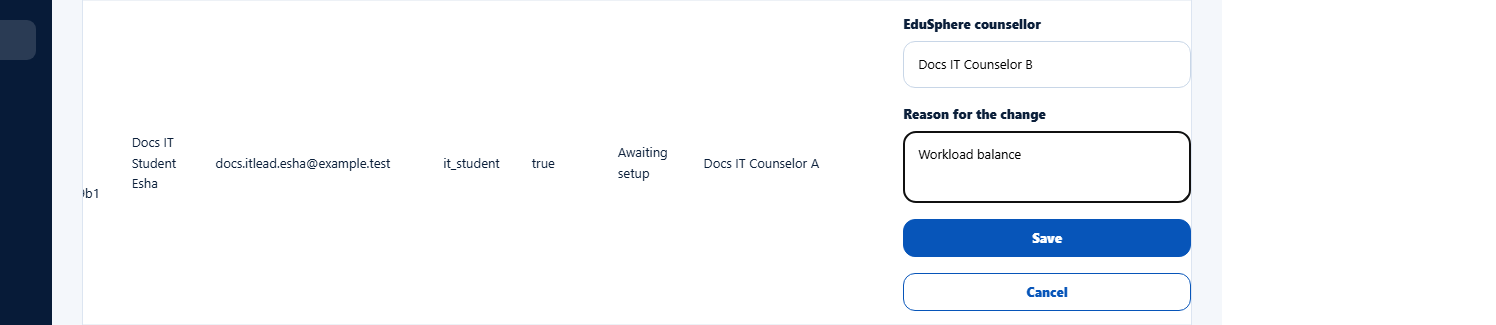 EduSphere counsellor
Docs IT Counselor B
Reason for the change
Workload balance
Docs IT
Student
Esha
docs.itlead.esha@example.test
it_student
true
Awaiting
setup
Docs IT Counselor A
b1
Save
Cancel